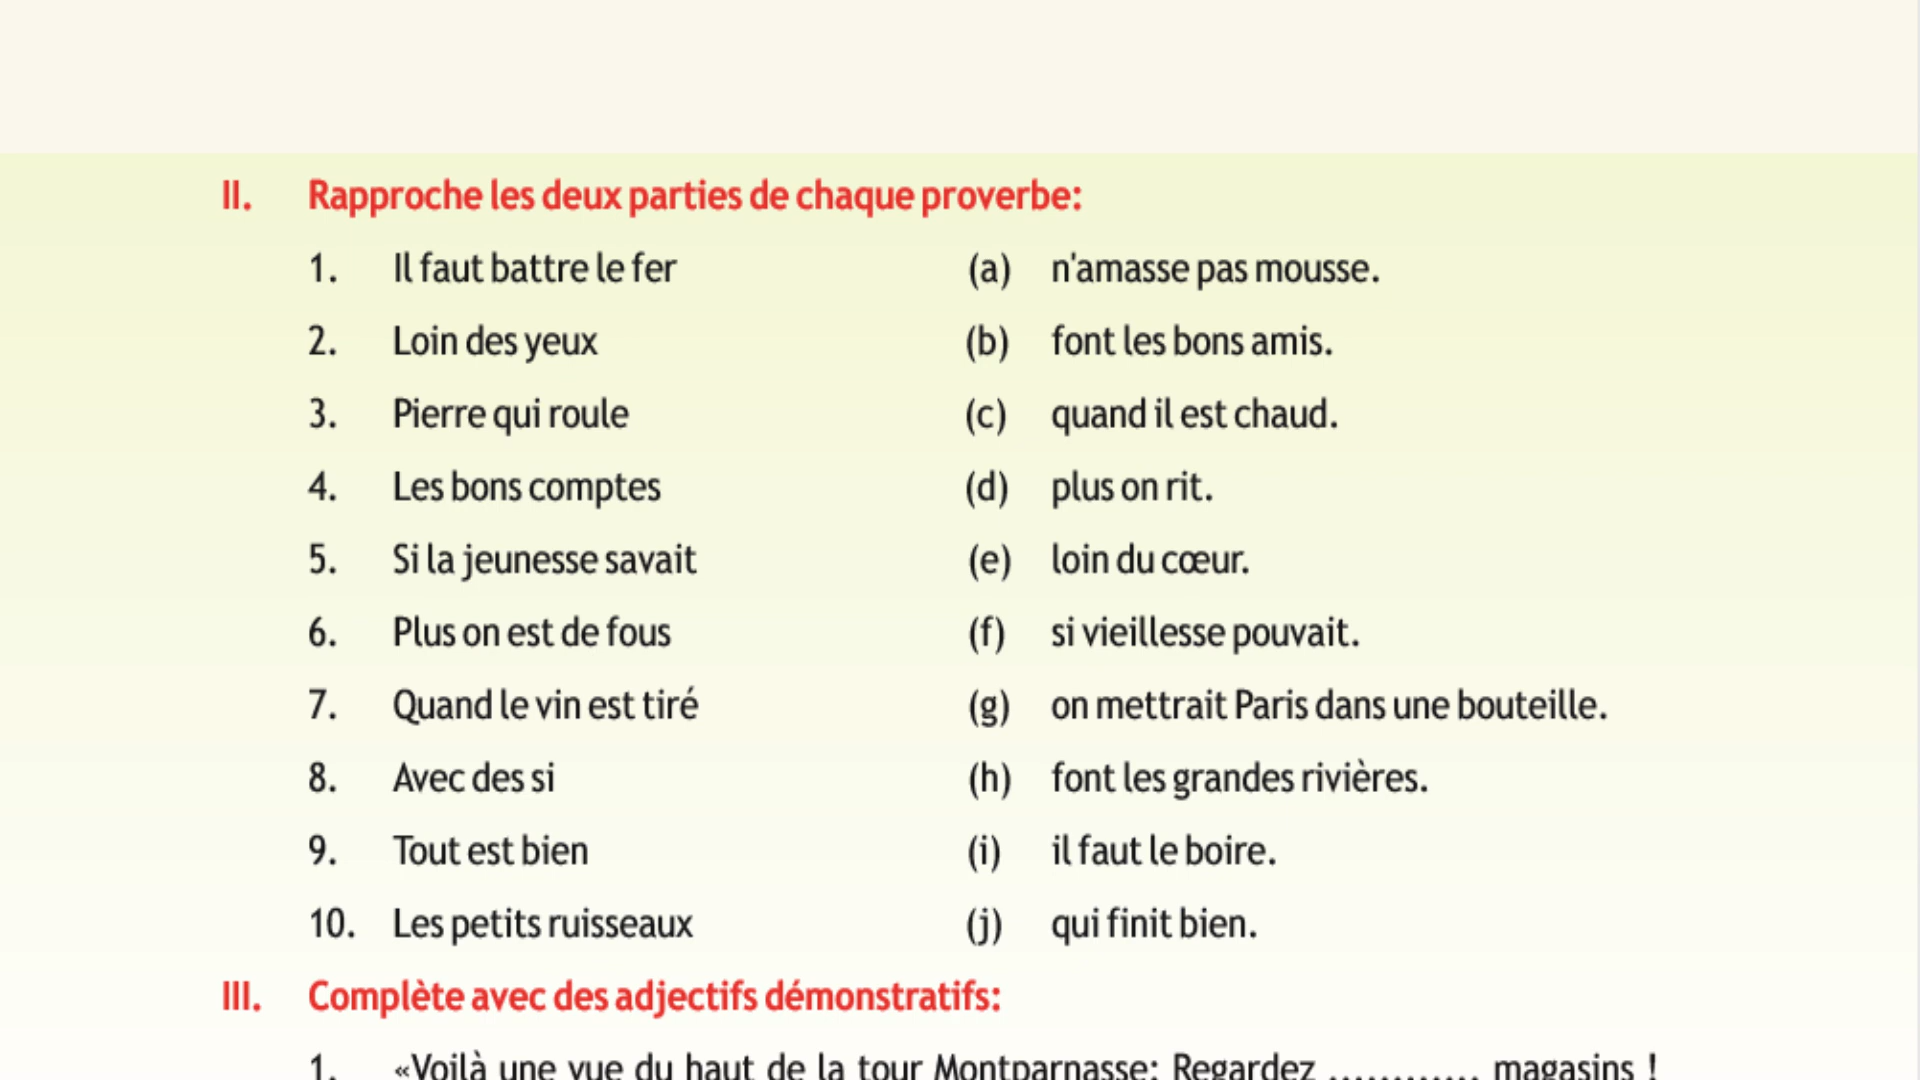 II. Rapproche les deux parties de chaque proverbe:
1. Il faut battre le fer (a) n'amasse pas mousse.
2. Loin des yeux (b) font les bons amis.
3. Pierre qui roule (c) quand il est chaud.
4. Les bons comptes (d) plus on rit.
5. Si la jeunesse savait (e) loin du cœur.
6. Plus on est de fous (f) si vieillesse pouvait.
7. Quand le vin est tiré (g) on mettrait Paris dans une bouteille.
8. Avec des si (h) font les grandes rivières.
9. Tout est bien (i) il faut le boire.
10. Les petits ruisseaux (j) qui finit bien.
III. Complète avec des adjectifs démonstratifs:
1. «Voilà une vue du haut de la tour Montparnasse: Regardez ............ magasins !